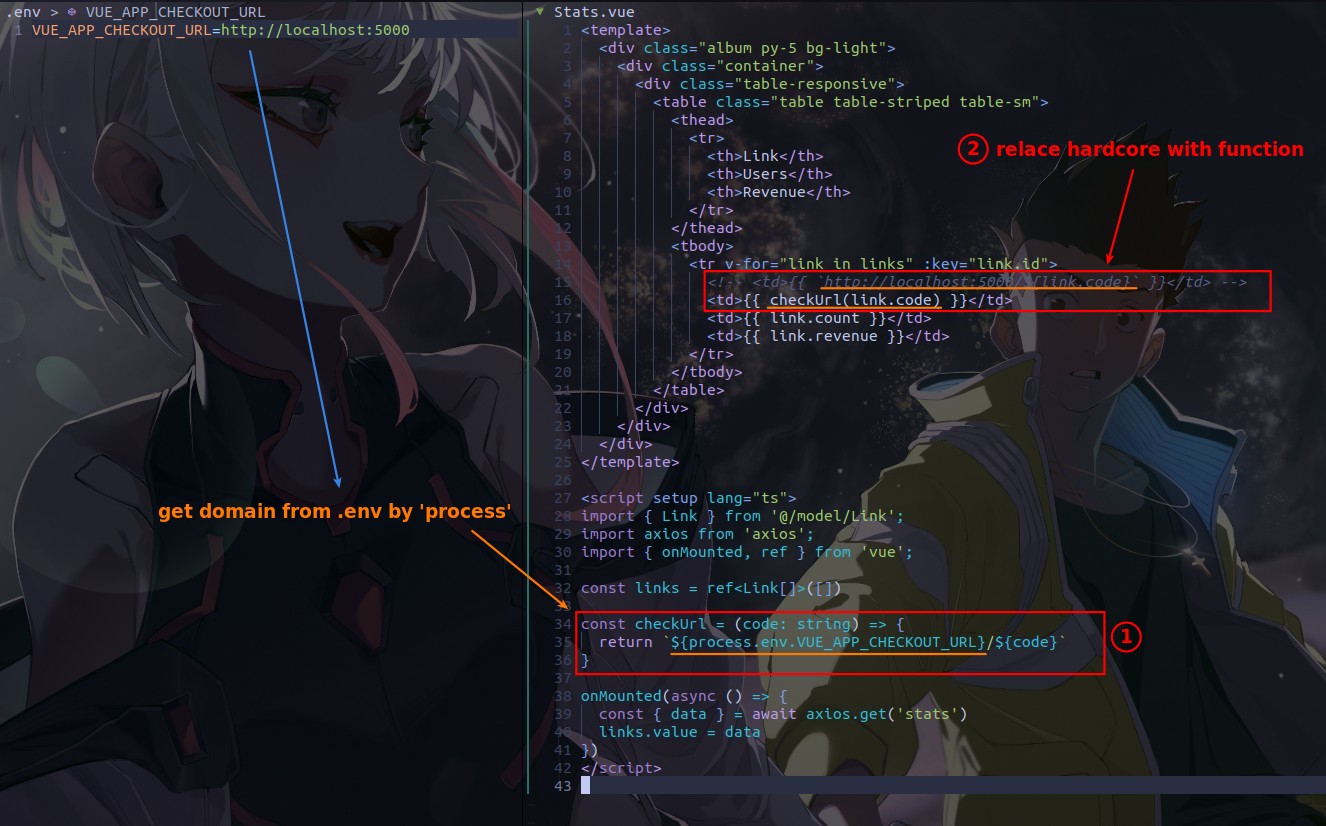 .env > VUE_APP_CHECKOUT_URL
1 VUE_APP_CHECKOUT_URL=http://localhost:5000
get domain from .env by 'process'
Stats.vue
1 <template>
2 <div class="album py-5 bg-light">
3 <div class="container">
4 <div class="table-responsive">
5 <table class="table table-striped table-sm">
6 <thead>
7 <tr>
8 <th>Link</th>
9 <th>Users</th>
10 <th>Revenue</th>
11 </tr>
12 </thead>
13 <tbody>
14 <tr v-for="link in links" :key="link.id">
15 <!-- <td>{{ `http://localhost:5000/${link.code}` }}</td> -->
16 <td>{{ checkUrl(link.code) }}</td>
17 <td>{{ link.count }}</td>
18 <td>{{ link.revenue }}</td>
19 </tr>
20 </tbody>
21 </table>
22 </div>
23 </div>
24 </div>
25 </template>
26
27 <script setup lang="ts">
28 import { Link } from '@/model/Link';
29 import axios from 'axios';
30 import { onMounted, ref } from 'vue';
31
32 const links = ref<Link[]>([])
33
34 const checkUrl = (code: string) => {
35 return `${process.env.VUE_APP_CHECKOUT_URL}/${code}`
36 }
37
38 onMounted(async () => {
39 const { data } = await axios.get('stats')
40 links.value = data
41 })
42 </script>
43
② relace hardcore with function
①